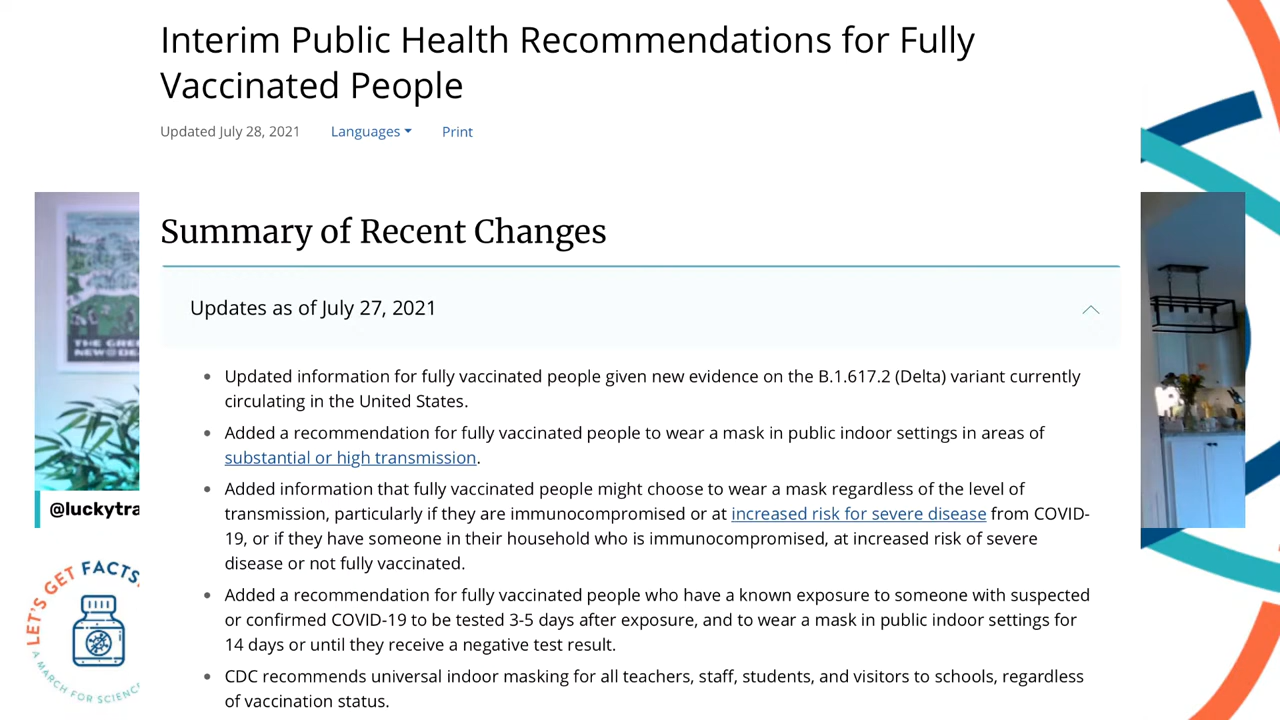 Interim Public Health Recommendations for Fully
Vaccinated People
Updated July 28, 2021 Languages Print
Summary of Recent Changes
Updates as of July 27, 2021
Updated information for fully vaccinated people given new evidence on the B.1.617.2 (Delta) variant currently
circulating in the United States.
Added a recommendation for fully vaccinated people to wear a mask in public indoor settings in areas of
substantial or high transmission.
Added information that fully vaccinated people might choose to wear a mask regardless of the level of
transmission, particularly if they are immunocompromised or at increased risk for severe disease from COVID-
19, or if they have someone in their household who is immunocompromised, at increased risk of severe
disease or not fully vaccinated.
Added a recommendation for fully vaccinated people who have a known exposure to someone with suspected
or confirmed COVID-19 to be tested 3-5 days after exposure, and to wear a mask in public indoor settings for
14 days or until they receive a negative test result.
CDC recommends universal indoor masking for all teachers, staff, students, and visitors to schools, regardless
of vaccination status.
THE GREE
NEW DEA
@luckytra
LET'S GET FACTS.
A MARCH FOR SCIENC